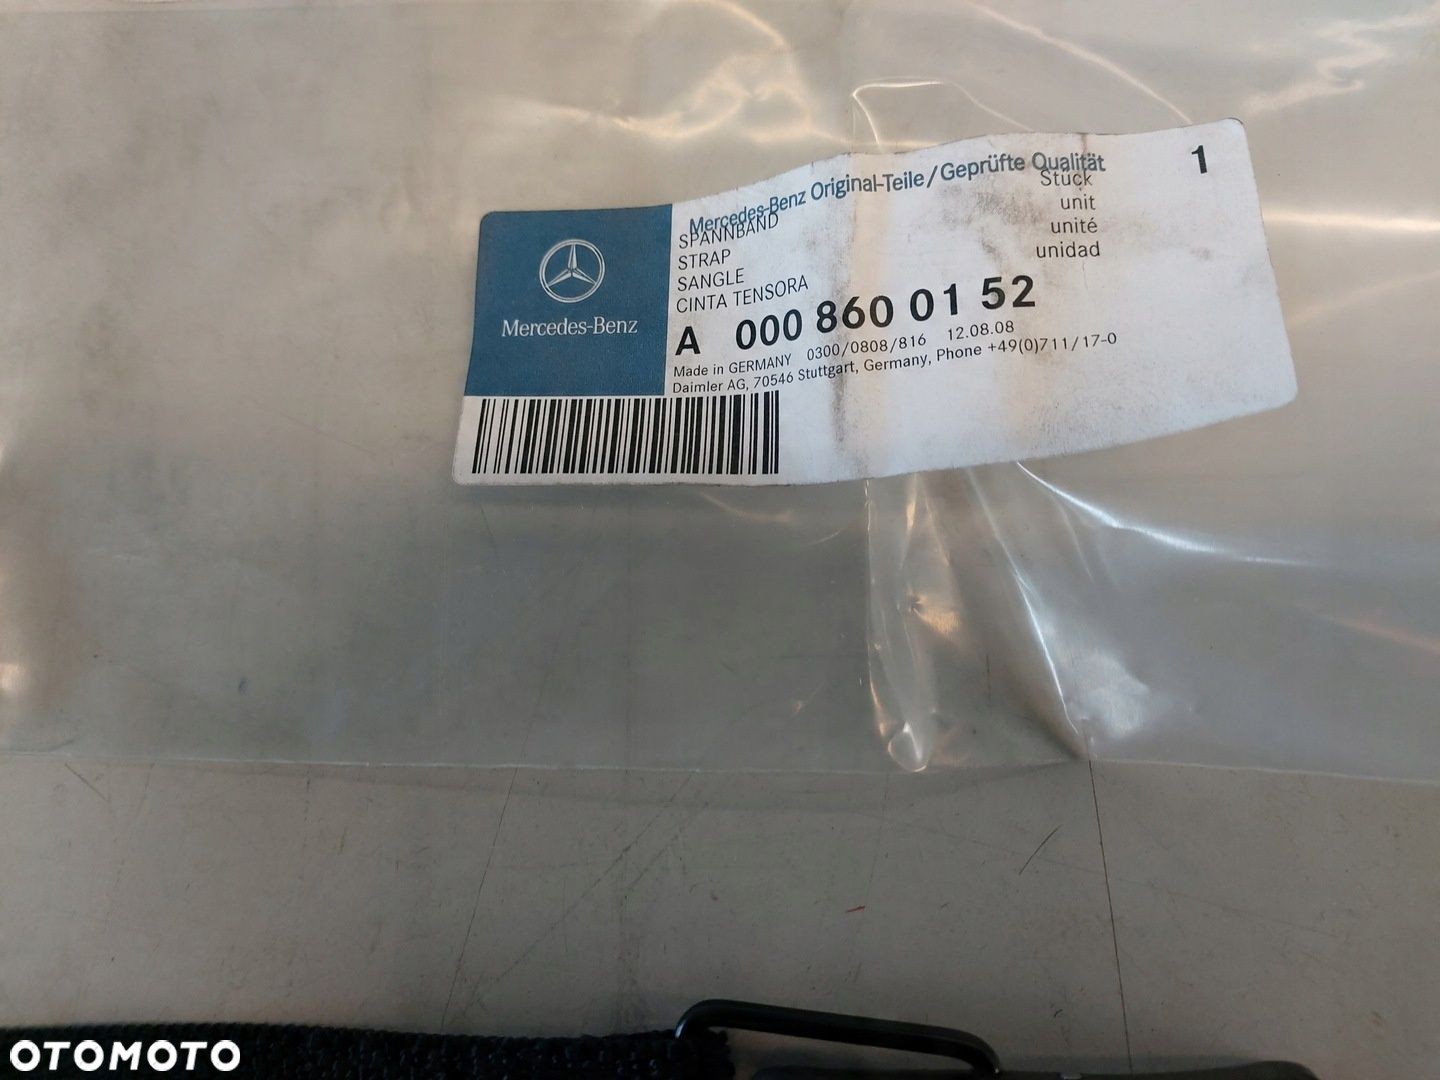 Mercedes-Benz Original-Teile/Geprüfte Qualität
1
SPANNBAND
STRAP
SANGLE
CINTA TENSORA
Stück
unit
unité
unidad
Mercedes-Benz
A 000 860 01 52
Made in GERMANY 0300/0808/816 12.08.08
Daimler AG, 70546 Stuttgart, Germany, Phone +49(0)711/17-0
OTOMOTO